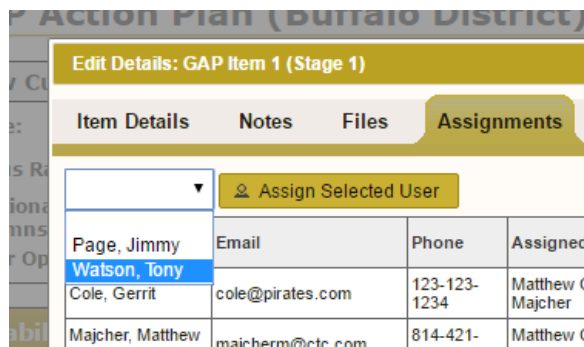 P Action Plan (Buffalo District)
Edit Details: GAP Item 1 (Stage 1)
Item Details Notes Files Assignments
Assign Selected User
Page, Jimmy
Watson, Tony
Email Phone Assigned
Cole, Gerrit cole@pirates.com 123-123-1234 Matthew
Majcher
Majcher, Matthew majcherm@ctc.com 814-421- Matthew